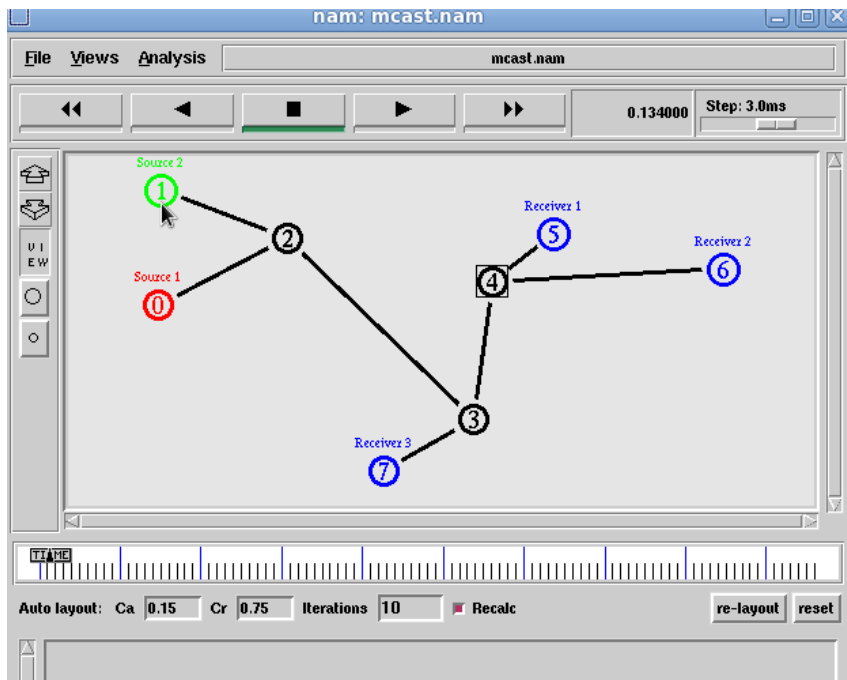 nam: mcast.nam
File Views Analysis mcast.nam
0.134000 Step: 3.0ms
Source 2
1
2
Receiver 1
5
Receiver 2
6
VI
EW
Source 1
0
4
3
Receiver 3
7
TIME
Auto layout: Ca 0.15 Cr 0.75 Iterations 10 Recalc re-layout reset